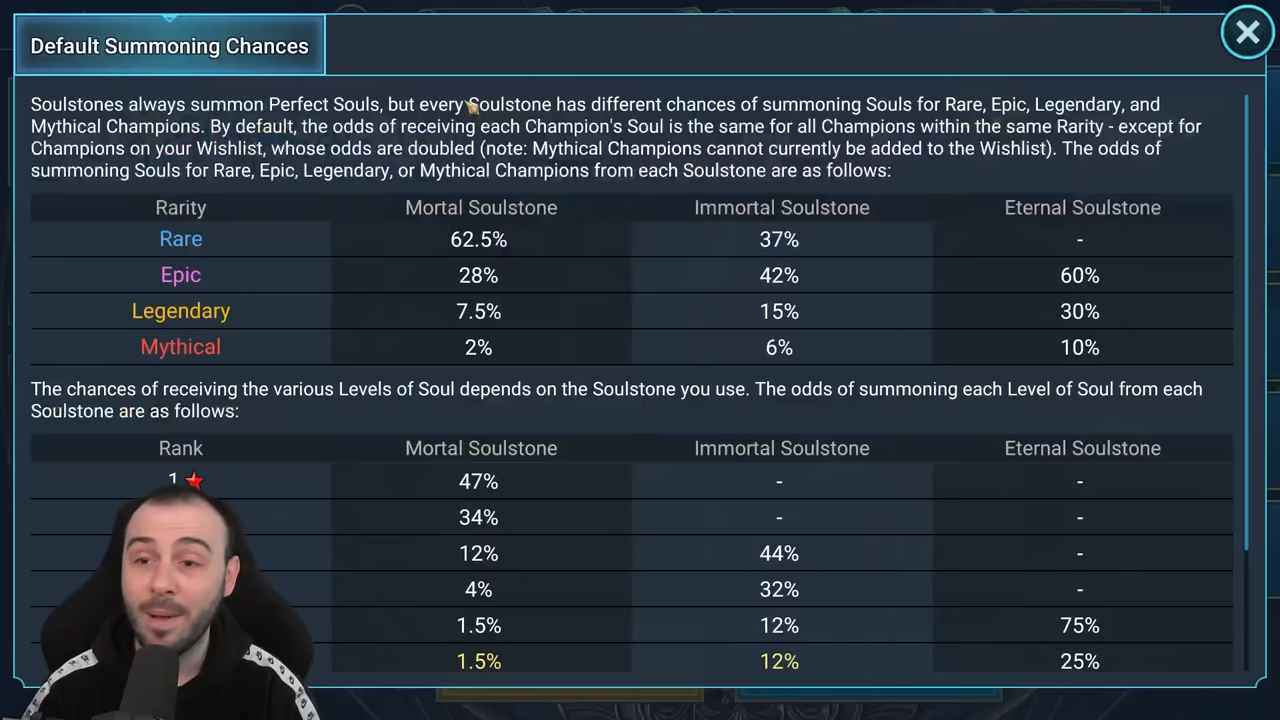 Default Summoning Chances
Soulstones always summon Perfect Souls, but every Soulstone has different chances of summoning Souls for Rare, Epic, Legendary, and
Mythical Champions. By default, the odds of receiving each Champion's Soul is the same for all Champions within the same Rarity - except for
Champions on your Wishlist, whose odds are doubled (note: Mythical Champions cannot currently be added to the Wishlist). The odds of
summoning Souls for Rare, Epic, Legendary, or Mythical Champions from each Soulstone are as follows:
Rarity Mortal Soulstone Immortal Soulstone Eternal Soulstone
Rare 62.5% 37% -
Epic 28% 42% 60%
Legendary 7.5% 15% 30%
Mythical 2% 6% 10%
The chances of receiving the various Levels of Soul depends on the Soulstone you use. The odds of summoning each Level of Soul from each
Soulstone are as follows:
Rank Mortal Soulstone Immortal Soulstone Eternal Soulstone
1 47% - -
34% - -
12% 44% -
4% 32% -
1.5% 12% 75%
1.5% 12% 25%